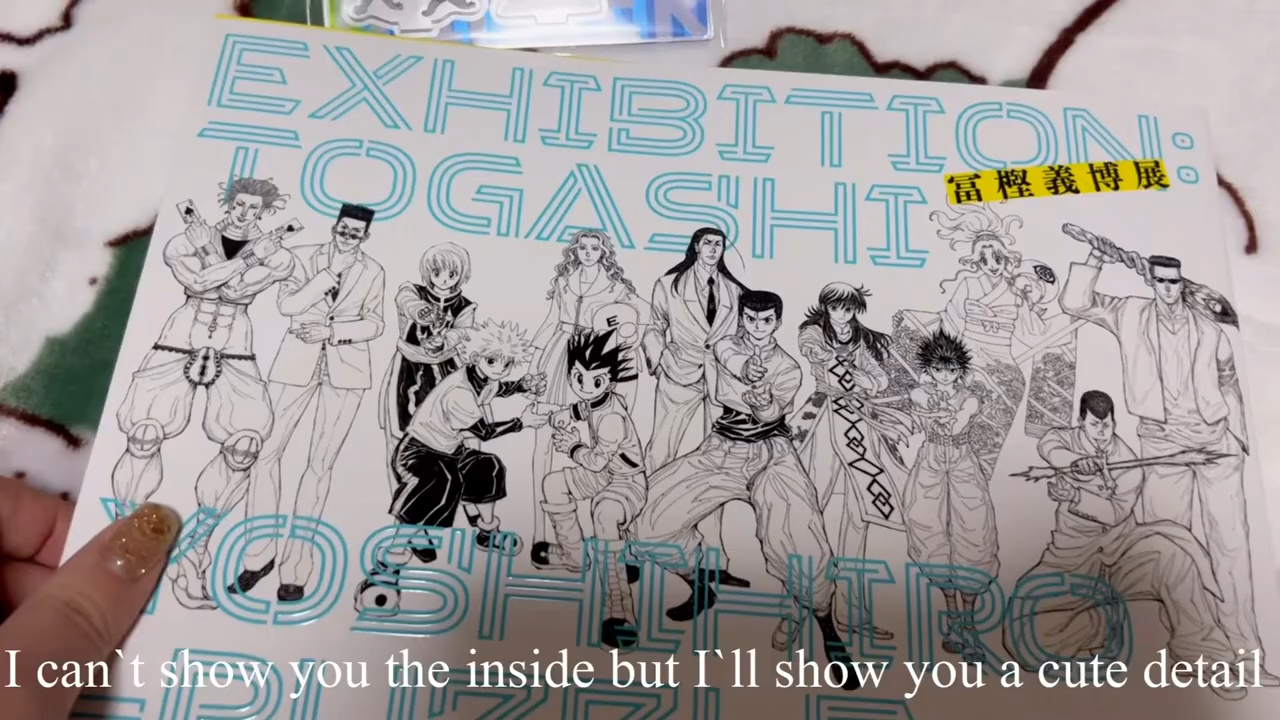 EXHIBITION:
TOGASHI
冨樫義博展
E
YOSHIHIRO
PUZZLE
I can`t show you the inside but I`ll show you a cute detail